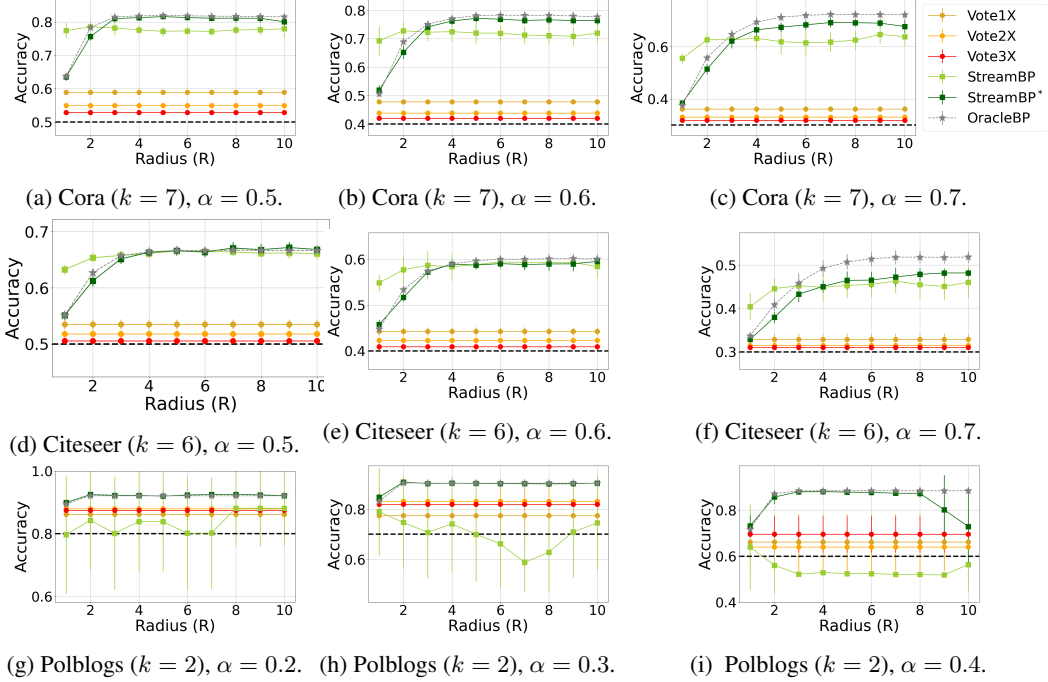 0.8
0.7
0.6
0.5
Accuracy
2 4 6 8 10
Radius (R)
(a) Cora (k = 7), α = 0.5.
0.8
0.7
0.6
0.5
0.4
Accuracy
2 4 6 8 10
Radius (R)
(b) Cora (k = 7), α = 0.6.
0.6
0.4
Accuracy
2 4 6 8 10
Radius (R)
(c) Cora (k = 7), α = 0.7.
Vote1X
Vote2X
Vote3X
StreamBP
StreamBP*
OracleBP
0.7
0.6
0.5
Accuracy
2 4 6 8 10
Radius (R)
(d) Citeseer (k = 6), α = 0.5.
0.6
0.5
0.4
Accuracy
2 4 6 8 10
Radius (R)
(e) Citeseer (k = 6), α = 0.6.
0.5
0.4
0.3
Accuracy
2 4 6 8 10
Radius (R)
(f) Citeseer (k = 6), α = 0.7.
1.0
0.8
0.6
Accuracy
2 4 6 8 10
Radius (R)
(g) Polblogs (k = 2), α = 0.2.
0.8
0.6
Accuracy
2 4 6 8 10
Radius (R)
(h) Polblogs (k = 2), α = 0.3.
0.8
0.6
0.4
Accuracy
2 4 6 8 10
Radius (R)
(i) Polblogs (k = 2), α = 0.4.